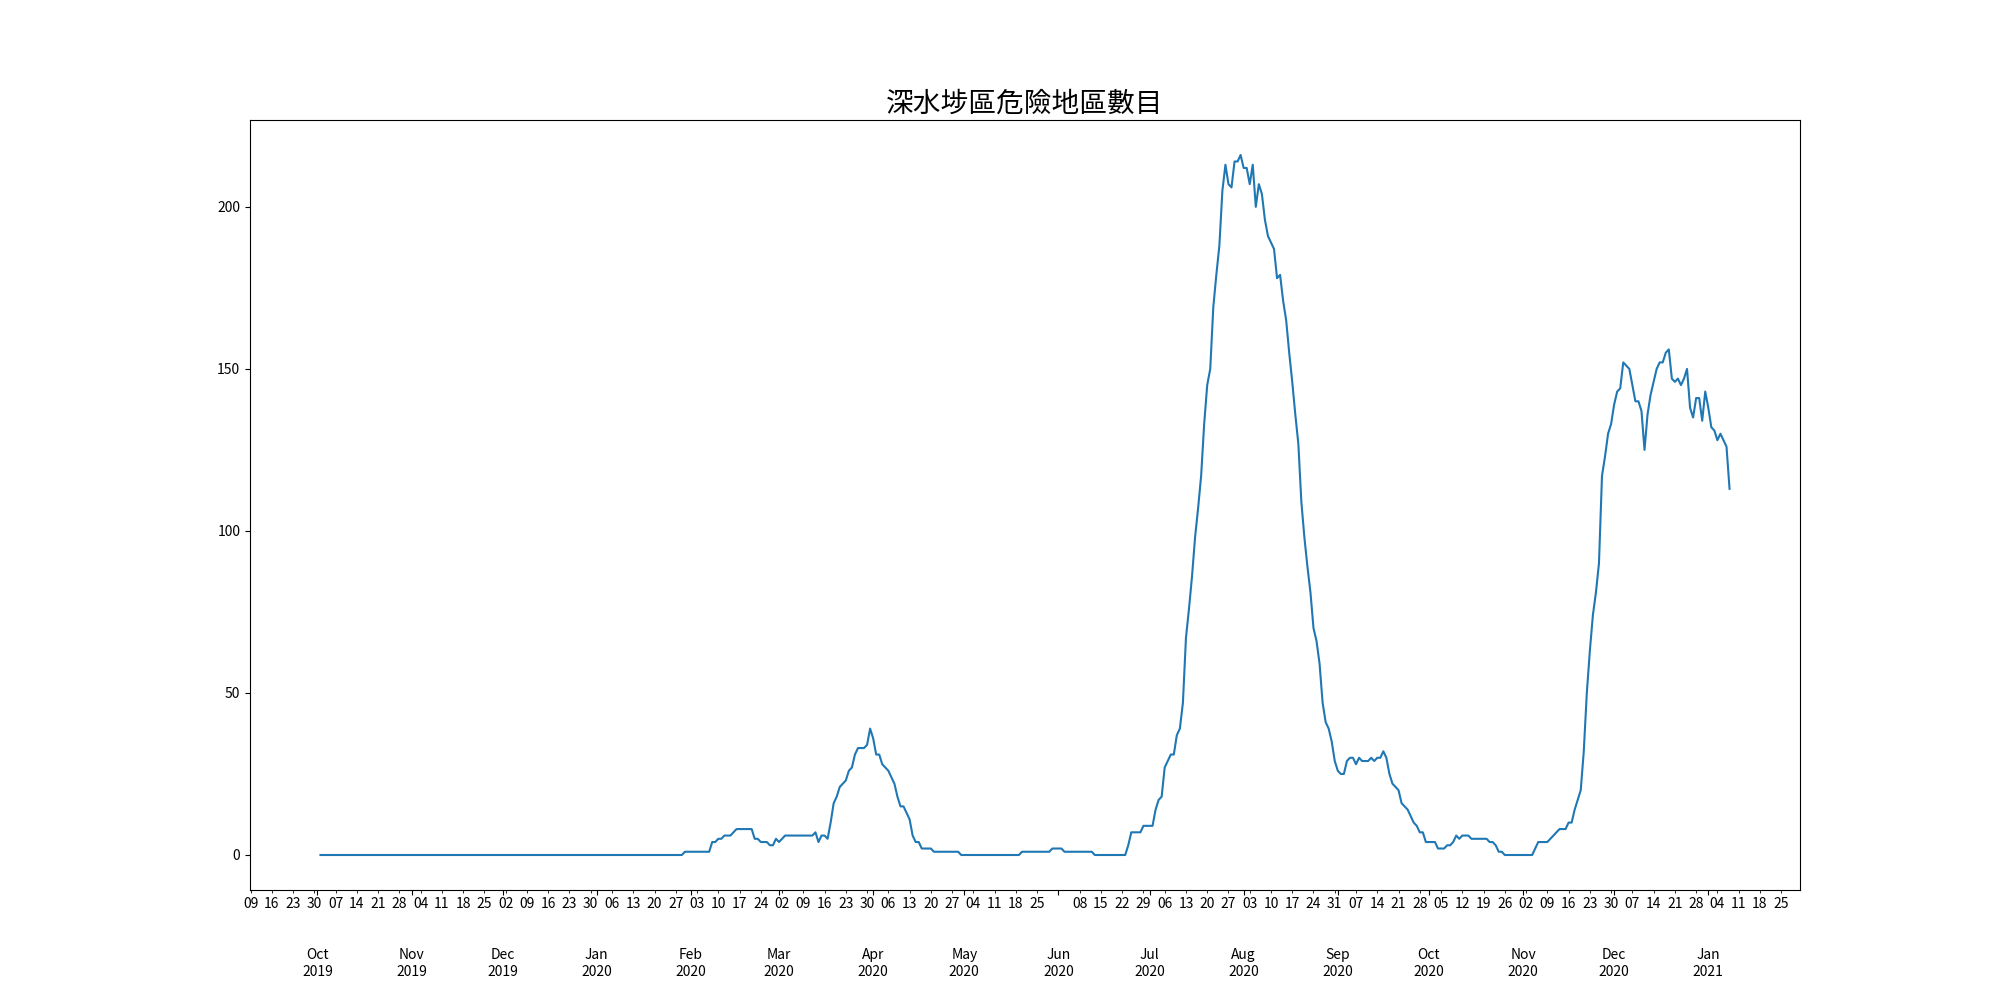 深水埗區危險地區數目
200
150
100
50
0
09 16 23 30 07 14 21 28 04 11 18 25 02 09 16 23 30 06 13 20 27 03 10 17 24 02 09 16 23 30 06 13 20 27 04 11 18 25 08 15 22 29 06 13 20 27 03 10 17 24 31 07 14 21 28 05 12 19 26 02 09 16 23 30 07 14 21 28 04 11 18 25
Oct Nov Dec Jan Feb Mar Apr May Jun Jul Aug Sep Oct Nov Dec Jan
2019 2019 2019 2020 2020 2020 2020 2020 2020 2020 2020 2020 2020 2020 2020 2021